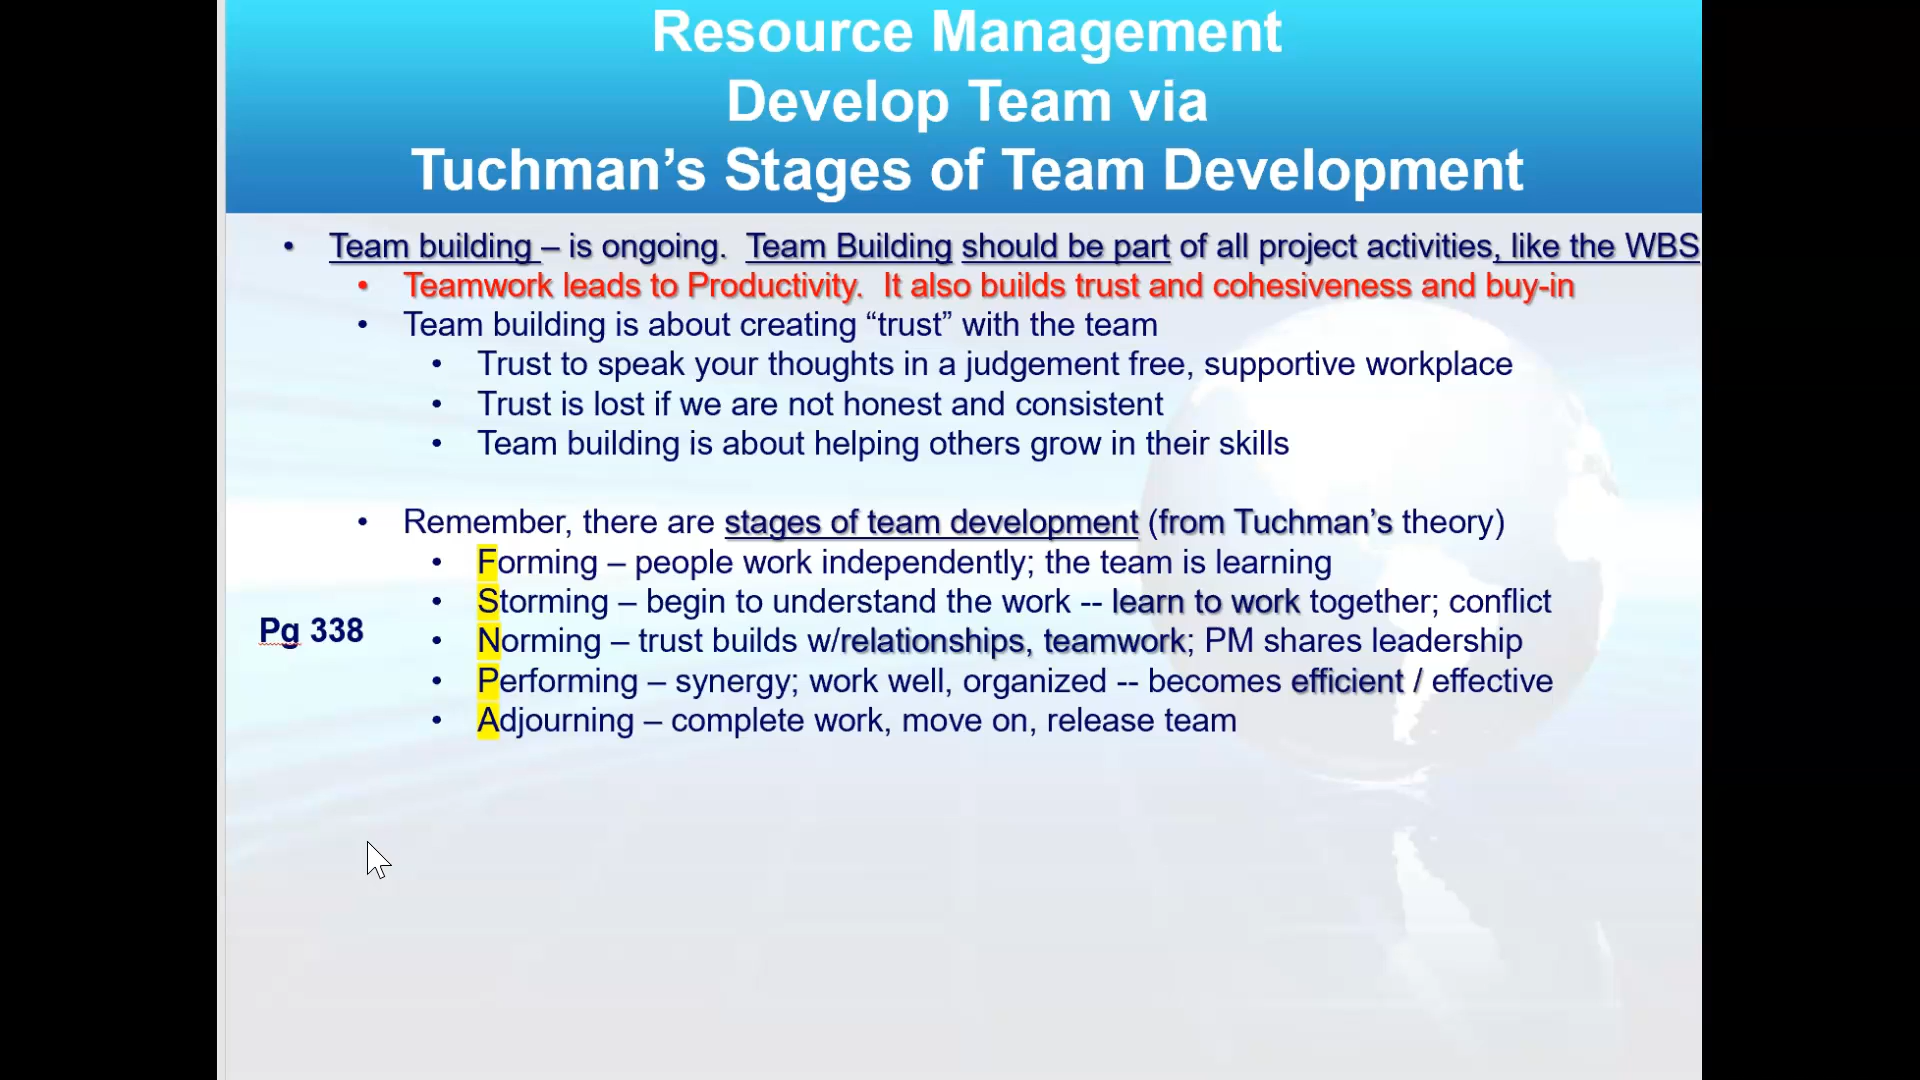 Resource Management
Develop Team via
Tuchman’s Stages of Team Development
• Team building – is ongoing. Team Building should be part of all project activities, like the WBS
• Teamwork leads to Productivity. It also builds trust and cohesiveness and buy-in
• Team building is about creating “trust” with the team
• Trust to speak your thoughts in a judgement free, supportive workplace
• Trust is lost if we are not honest and consistent
• Team building is about helping others grow in their skills
• Remember, there are stages of team development (from Tuchman’s theory)
• Forming – people work independently; the team is learning
• Storming – begin to understand the work -- learn to work together; conflict
Pg 338
• Norming – trust builds w/relationships, teamwork; PM shares leadership
• Performing – synergy; work well, organized -- becomes efficient / effective
• Adjourning – complete work, move on, release team